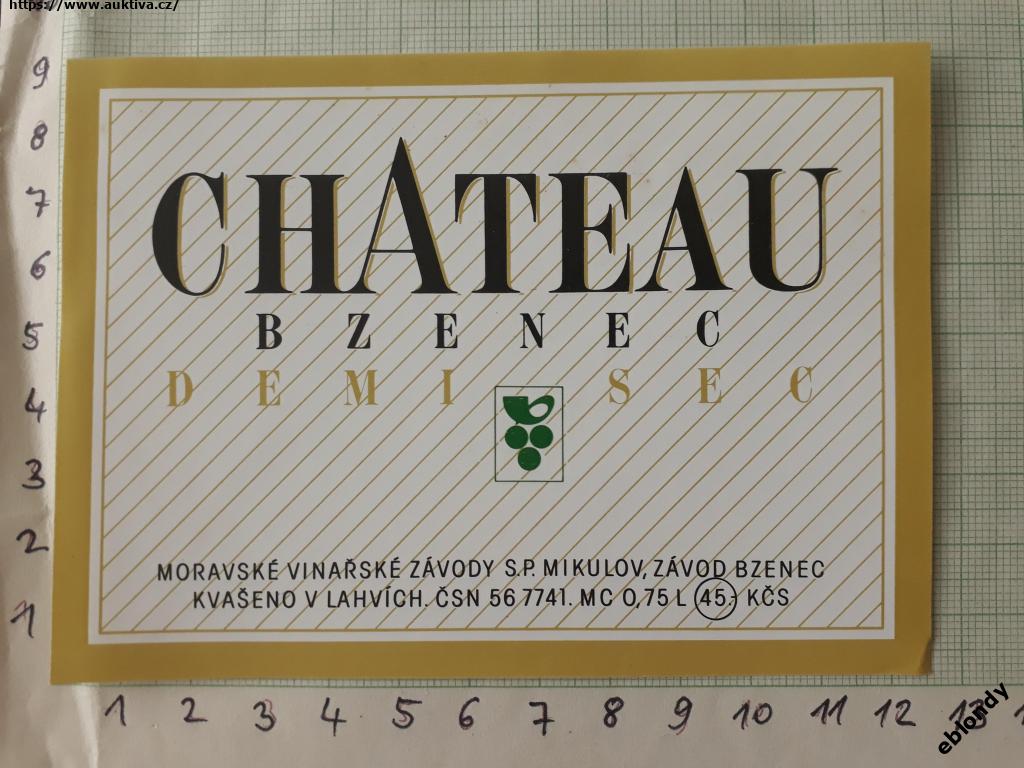 https://www.auktiva.cz/
9
8
7
6
5
4
3
2
1
CHATEAU
BZENEC
DEMI SEC
MORAVSKÉ VINAŘSKÉ ZÁVODY S.P. MIKULOV, ZÁVOD BZENEC
KVAŠENO V LAHVÍCH. ČSN 56 7741. MC 0,75 L 45,- KČS
1 2 3 4 5 6 7 8 9 10 11 12 13 1
eblondy